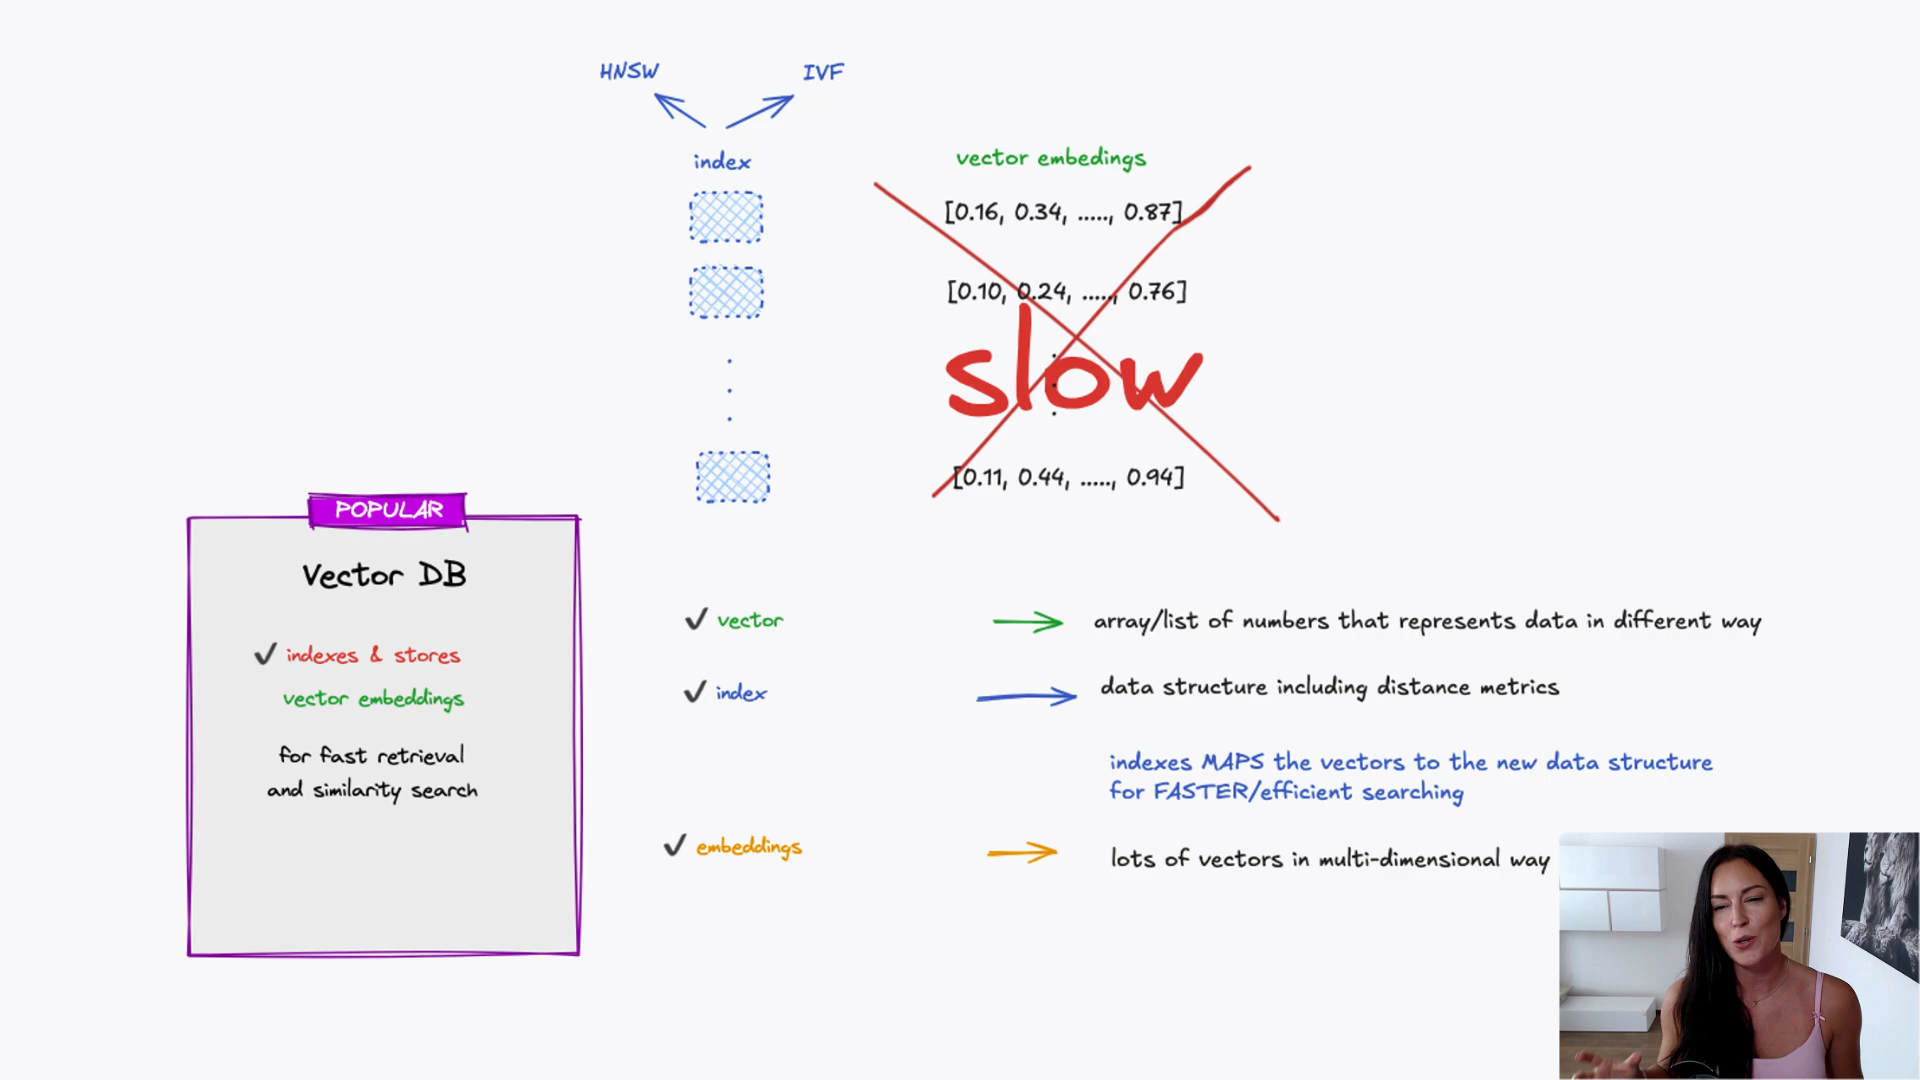 HNSW
IVF
index
vector embedings
[0.16, 0.34, ....., 0.87]
[0.10, 0.24, ....., 0.76]
slow
[0.11, 0.44, ....., 0.94]
POPULAR
Vector DB
✔ indexes & stores
vector embeddings
for fast retrieval
and similarity search
✔ vector
array/list of numbers that represents data in different way
✔ index
data structure including distance metrics
indexes MAPS the vectors to the new data structure
for FASTER/efficient searching
✔ embeddings
lots of vectors in multi-dimensional way